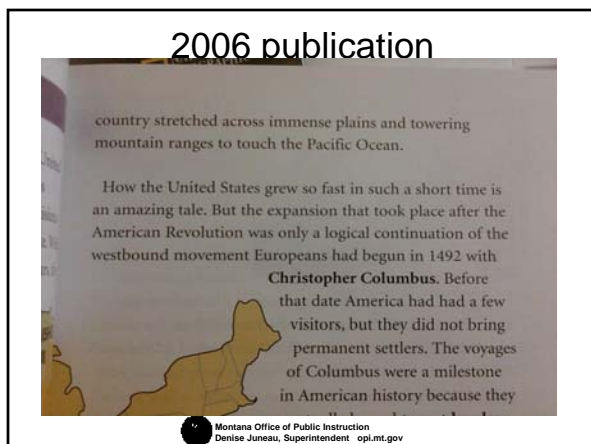 2006 publication
country stretched across immense plains and towering
mountain ranges to touch the Pacific Ocean.
How the United States grew so fast in such a short time is
an amazing tale. But the expansion that took place after the
American Revolution was only a logical continuation of the
westbound movement Europeans had begun in 1492 with
Christopher Columbus. Before
that date America had had a few
visitors, but they did not bring
permanent settlers. The voyages
of Columbus were a milestone
in American history because they
Montana Office of Public Instruction
Denise Juneau, Superintendent opi.mt.gov